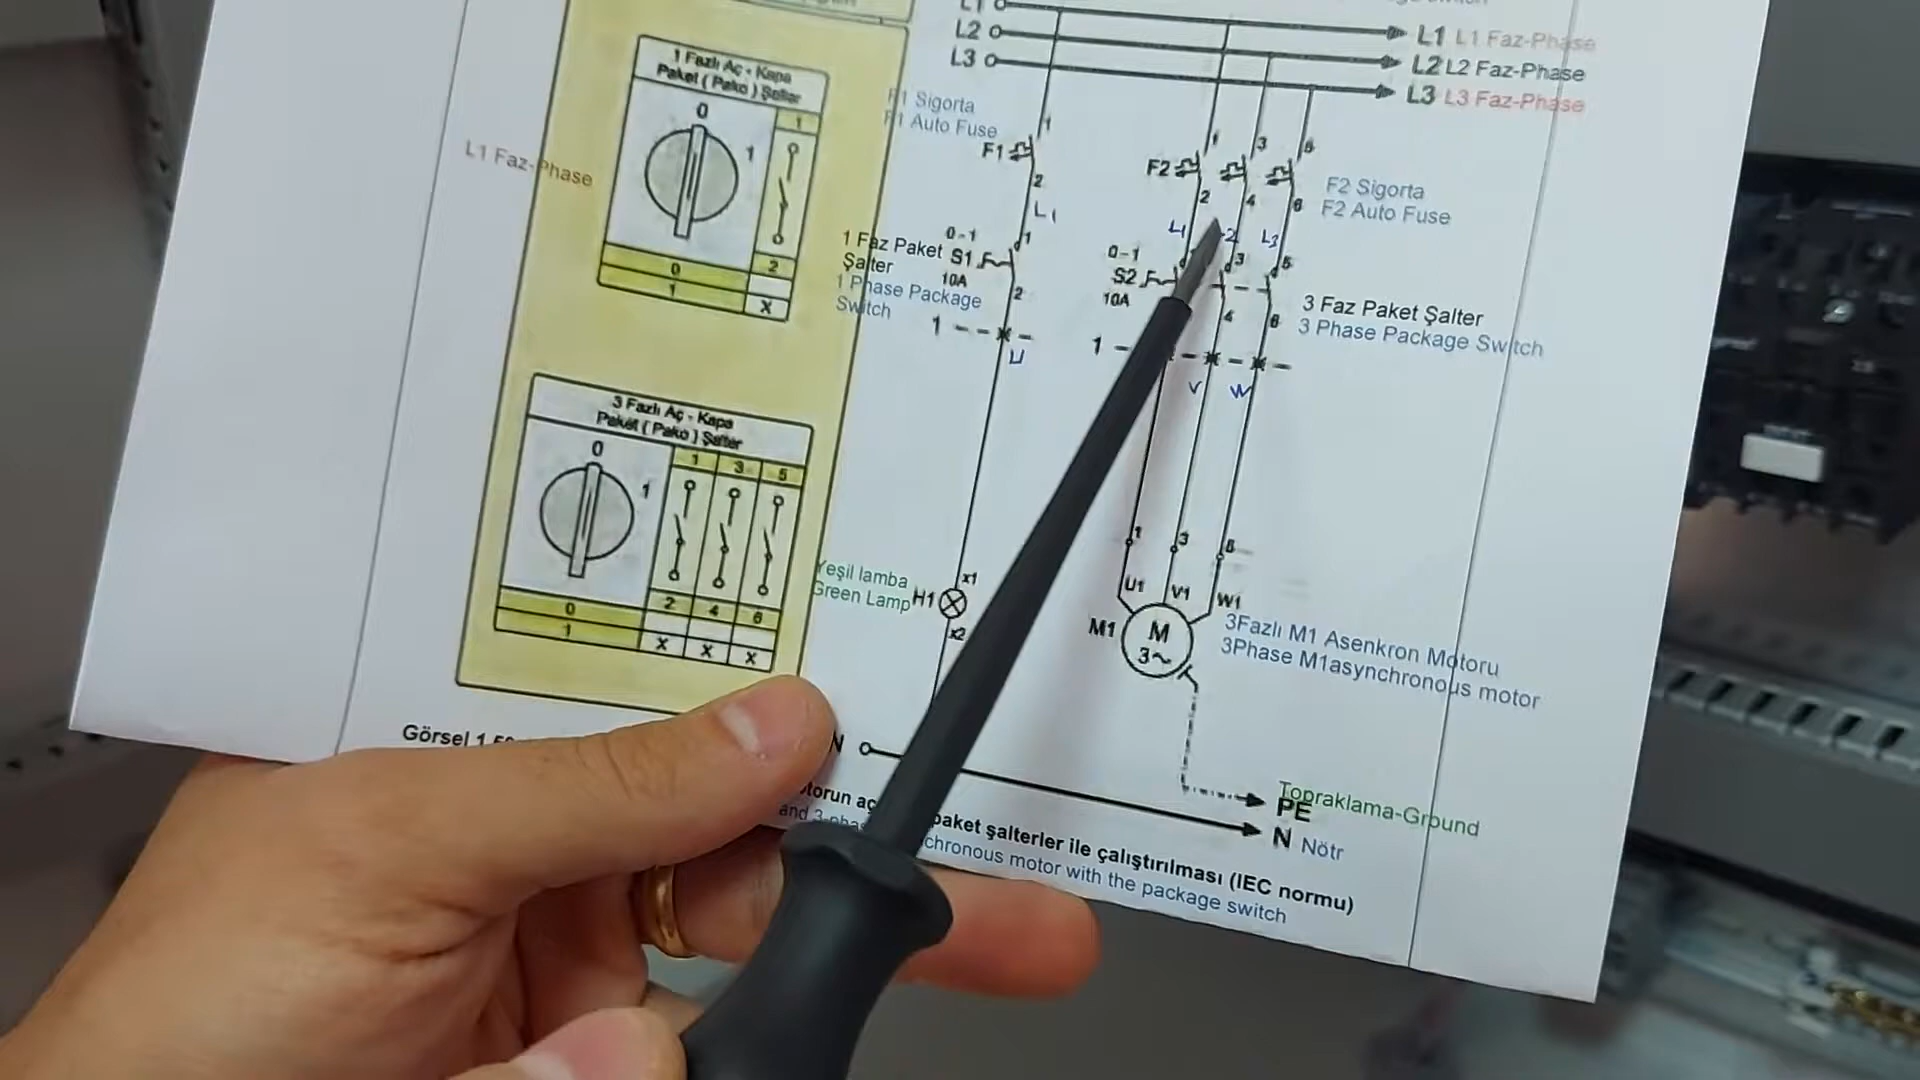 1 Fazlı Aç - Kapa
Paket ( Pako ) Şalter
0
1
1
0
2
1
X
L1 Faz-Phase
3 Fazlı Aç - Kapa
Paket ( Pako ) Şalter
0
1
1 3 5
0
2 4 6
1
X X X
L1
L2
L3
L1 L1 Faz-Phase
L2 L2 Faz-Phase
L3 L3 Faz-Phase
F1 Sigorta
F1 Auto Fuse
F1
1
2
L1
1 Faz Paket
Şalter
1 Phase Package
Switch
0-1
S1
10A
1
2
1
U
Yeşil lamba
Green Lamp
H1
x1
x2
F2
1 3 5
2 4 6
F2 Sigorta
F2 Auto Fuse
L1
2
L3
0-1
S2
10A
3 5
4 6
3 Faz Paket Şalter
3 Phase Package Switch
1
V W
1 3 5
U1 V1 W1
M1
M
3~
3Fazlı M1 Asenkron Motoru
3Phase M1asynchronous motor
Topraklama-Ground
PE
N
N Nötr
Görsel
paket şalterler ile çalıştırılması (IEC normu)
motor with the package switch